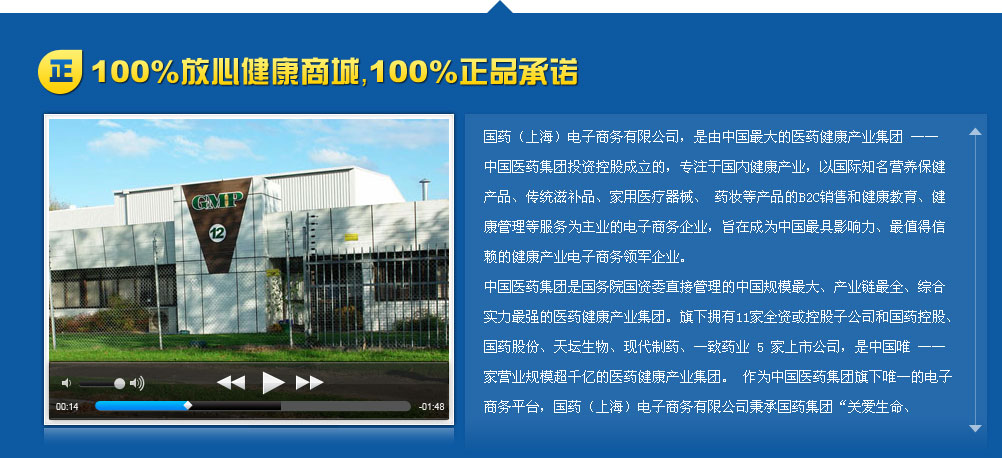 正 100%放心健康商城,100%正品承诺
GMP
12
00:14
-01:48
国药（上海）电子商务有限公司，是由中国最大的医药健康产业集团 一一
中国医药集团投资控股成立的，专注于国内健康产业，以国际知名营养保健
产品、传统滋补品、家用医疗器械、 药妆等产品的B2C销售和健康教育、健
康管理等服务为主业的电子商务企业，旨在成为中国最具影响力、最值得信
赖的健康产业电子商务领军企业。
中国医药集团是国务院国资委直接管理的中国规模最大、产业链最全、综合
实力最强的医药健康产业集团。旗下拥有11家全资或控股子公司和国药控股、
国药股份、天坛生物、现代制药、一致药业 5 家上市公司，是中国唯 一一
家营业规模超千亿的医药健康产业集团。 作为中国医药集团旗下唯一的电子
商务平台，国药（上海）电子商务有限公司秉承国药集团“关爱生命、